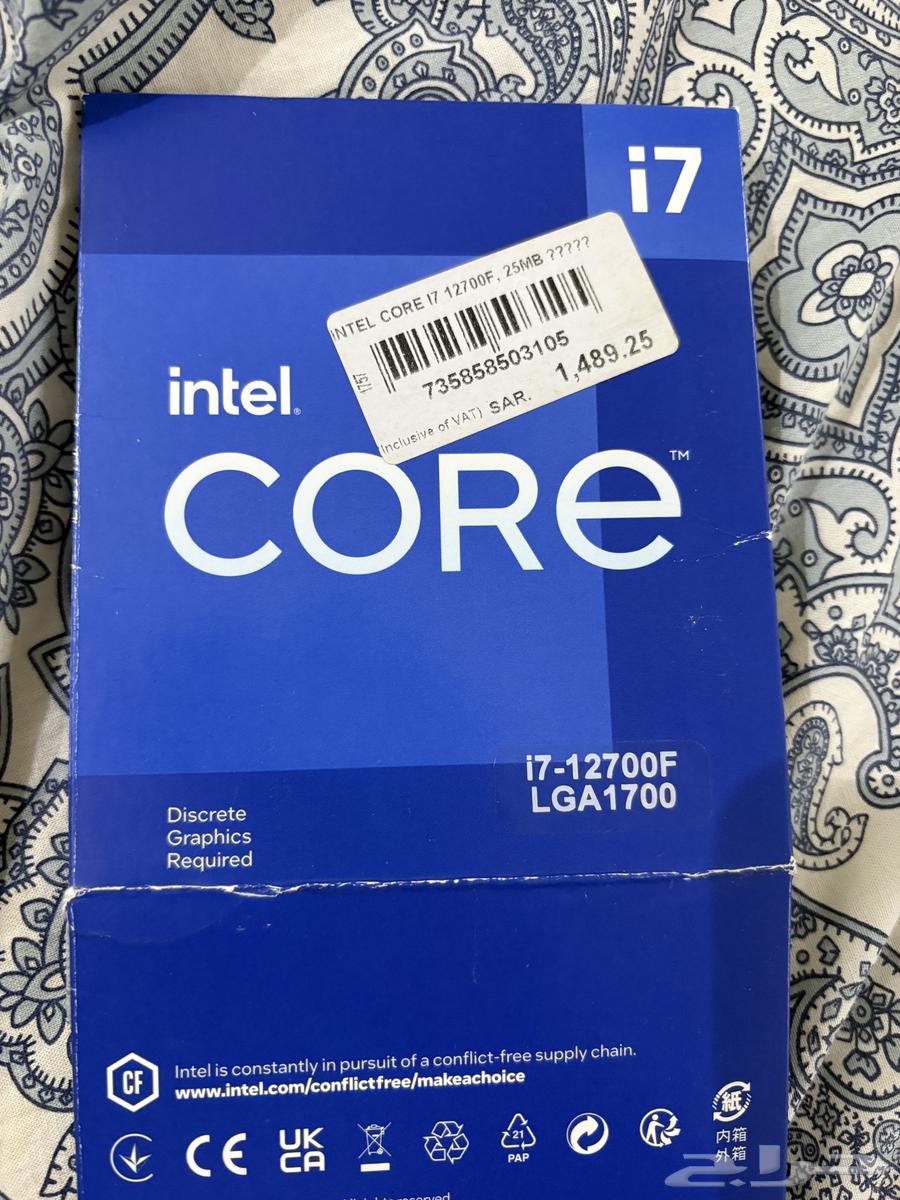 i7
INTEL CORE I7 12700F, 25MB ?????
1757
735858503105
Inclusive of VAT) SAR. 1,489.25
intel®
CORE™
i7-12700F
LGA1700
Discrete
Graphics
Required
CF
Intel is constantly in pursuit of a conflict-free supply chain.
www.intel.com/conflictfree/makeachoice
CE
UK
CA
21
PAP
紙
内箱
外箱
حراج